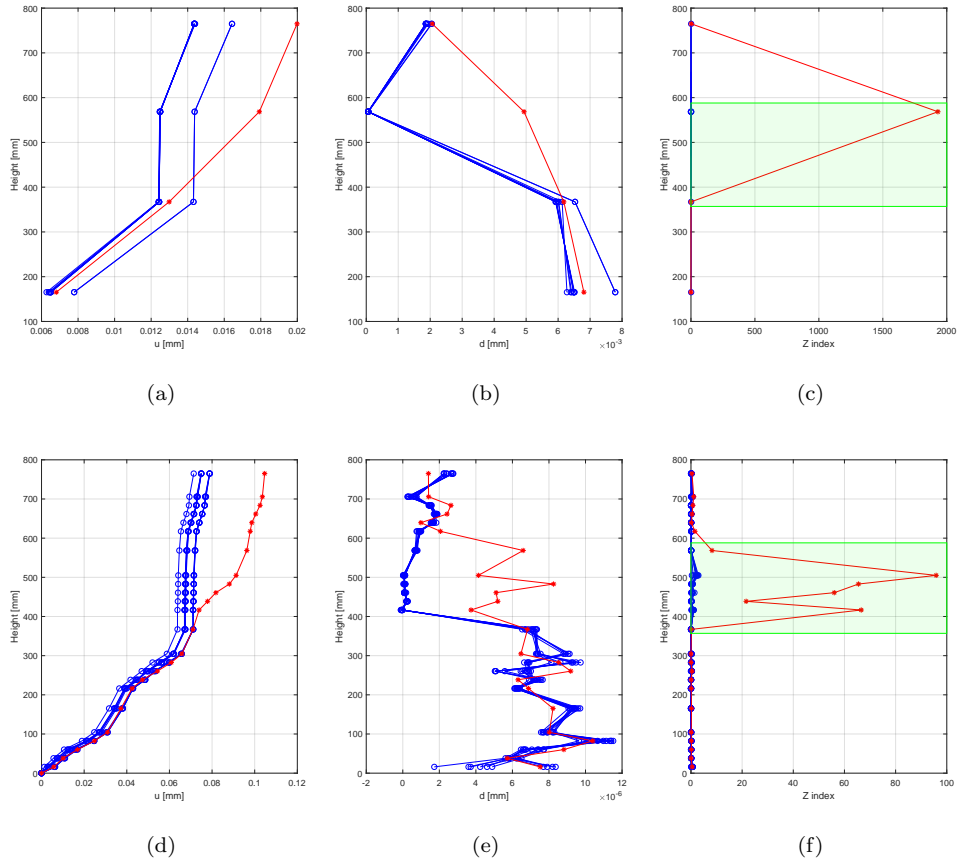 800
700
600
500
400
300
200
100
Height [mm]
0.006 0.008 0.01 0.012 0.014 0.016 0.018 0.02
u [mm]
(a)
800
700
600
500
400
300
200
100
Height [mm]
0 1 2 3 4 5 6 7 8
d [mm]
×10⁻³
(b)
800
700
600
500
400
300
200
100
Height [mm]
0 500 1000 1500 2000
Z index
(c)
800
700
600
500
400
300
200
100
0
Height [mm]
0 0.02 0.04 0.06 0.08 0.1 0.12
u [mm]
(d)
800
700
600
500
400
300
200
100
0
Height [mm]
-2 0 2 4 6 8 10 12
d [mm]
×10⁻⁶
(e)
800
700
600
500
400
300
200
100
0
Height [mm]
0 20 40 60 80 100
Z index
(f)